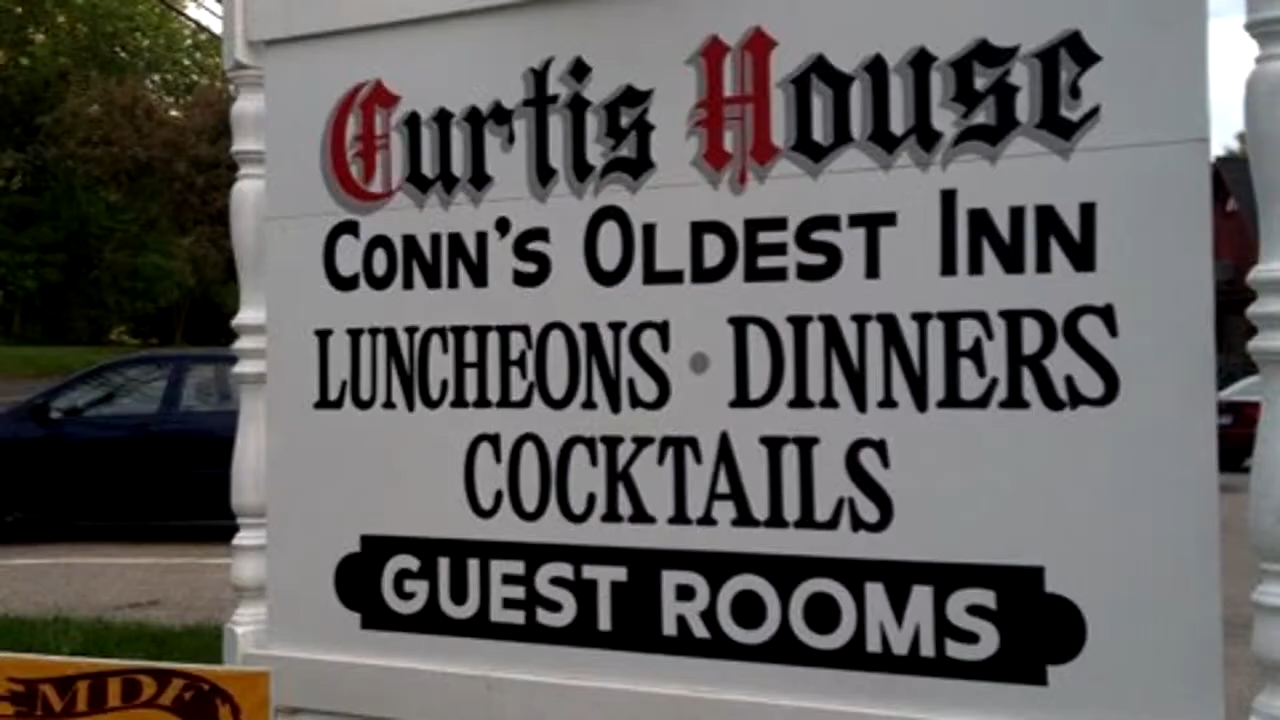 Curtis House
CONN'S OLDEST INN
LUNCHEONS • DINNERS
COCKTAILS
GUEST ROOMS